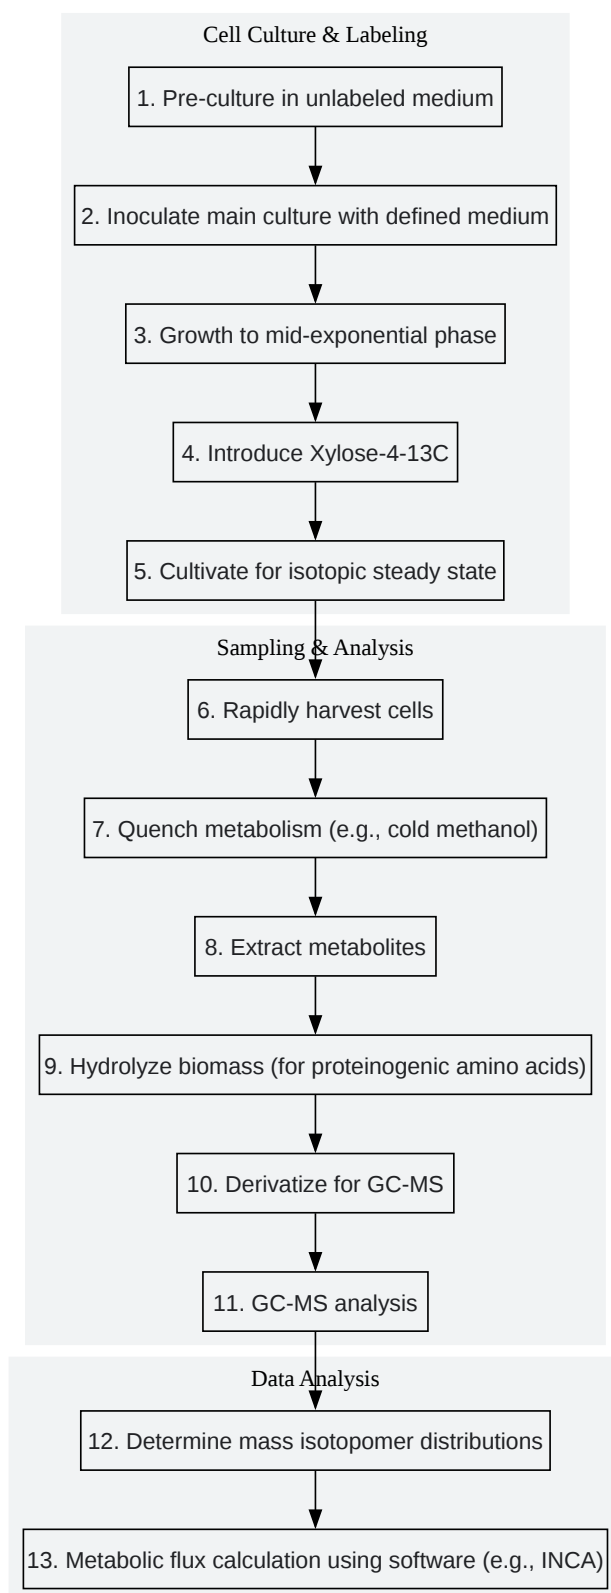 Cell Culture & Labeling
1. Pre-culture in unlabeled medium
2. Inoculate main culture with defined medium
3. Growth to mid-exponential phase
4. Introduce Xylose-4-13C
5. Cultivate for isotopic steady state
Sampling & Analysis
6. Rapidly harvest cells
7. Quench metabolism (e.g., cold methanol)
8. Extract metabolites
9. Hydrolyze biomass (for proteinogenic amino acids)
10. Derivatize for GC-MS
11. GC-MS analysis
Data Analysis
12. Determine mass isotopomer distributions
13. Metabolic flux calculation using software (e.g., INCA)